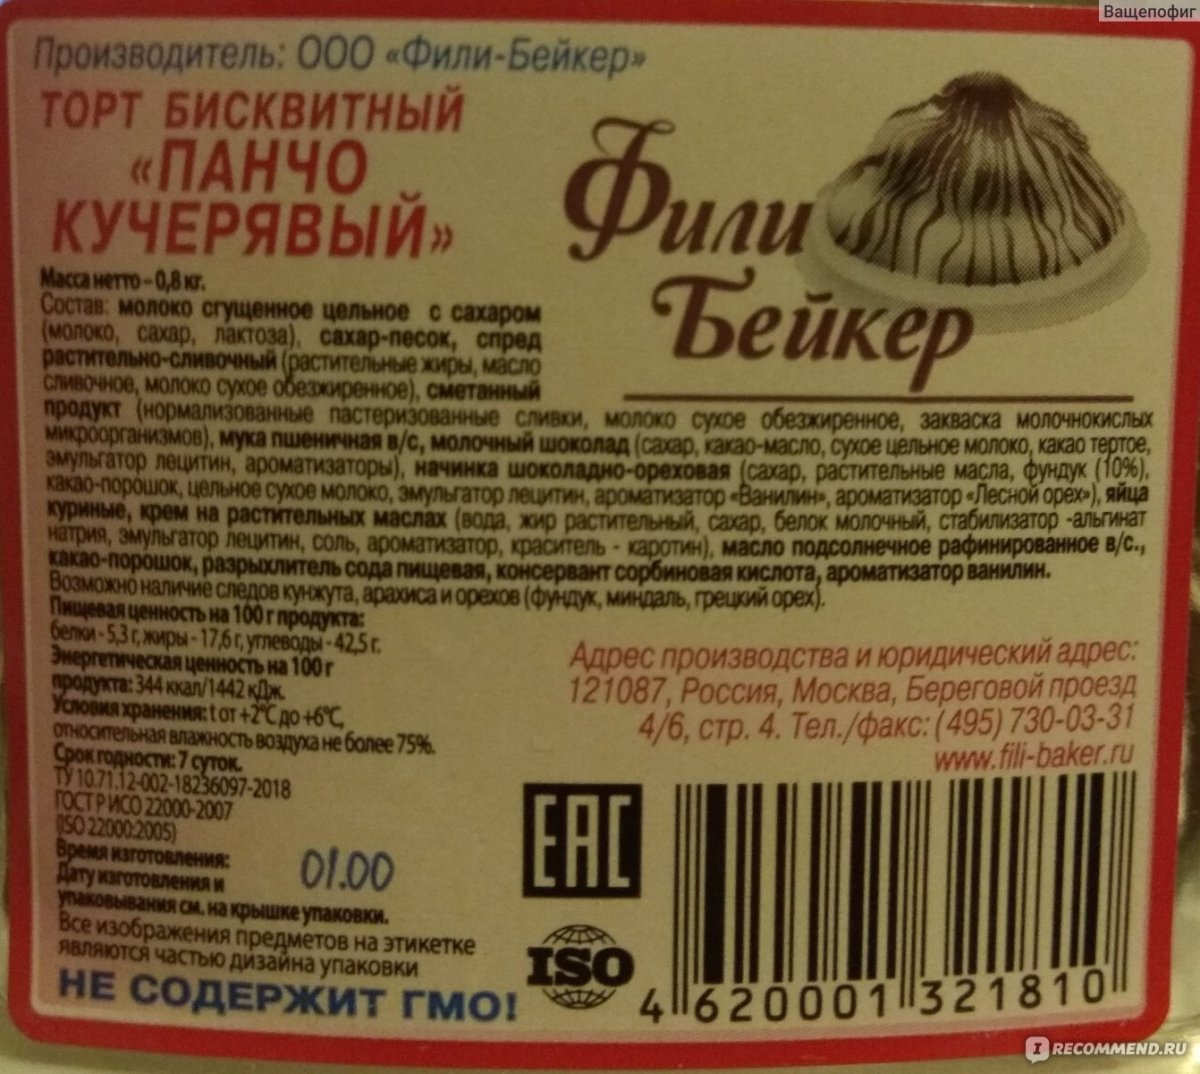 Ващепофиг
Производитель: ООО «Фили-Бейкер»
ТОРТ БИСКВИТНЫЙ
«ПАНЧО
КУЧЕРЯВЫЙ»
Фили
Бейкер
Масса нетто – 0,8 кг.
Состав: молоко сгущенное цельное с сахаром
(молоко, сахар, лактоза), сахар-песок, спред
растительно-сливочный (растительные жиры, масло
сливочное, молоко сухое обезжиренное), сметанный
продукт (нормализованные пастеризованные сливки, молоко сухое обезжиренное, закваска молочнокислых
микроорганизмов), мука пшеничная в/с, молочный шоколад (сахар, какао-масло, сухое цельное молоко, какао тертое,
эмульгатор лецитин, ароматизаторы), начинка шоколадно-ореховая (сахар, растительные масла, фундук (10%),
какао-порошок, цельное сухое молоко, эмульгатор лецитин, ароматизатор «Ванилин», ароматизатор «Лесной орех»), яйца
куриные, крем на растительных маслах (вода, жир растительный, сахар, белок молочный, стабилизатор -альгинат
натрия, эмульгатор лецитин, соль, ароматизатор, краситель - каротин), масло подсолнечное рафинированное в/с.,
какао-порошок, разрыхлитель сода пищевая, консервант сорбиновая кислота, ароматизатор ванилин.
Возможно наличие следов кунжута, арахиса и орехов (фундук, миндаль, грецкий орех).
Пищевая ценность на 100 г продукта:
белки - 5,3 г, жиры - 17,6 г, углеводы - 42,5 г.
Энергетическая ценность на 100 г
продукта: 344 ккал/1442 кДж.
Условия хранения: t от +2°С до +6°С,
относительная влажность воздуха не более 75%.
Срок годности: 7 суток.
ТУ 10.71.12-002-18236097-2018
ГОСТ Р ИСО 22000-2007
(ISO 22000:2005)
Время изготовления:
01.00
Дату изготовления и
упаковывания см. на крышке упаковки.
Все изображения предметов на этикетке
являются частью дизайна упаковки
НЕ СОДЕРЖИТ ГМО!
Адрес производства и юридический адрес:
121087, Россия, Москва, Береговой проезд
4/6, стр. 4. Тел./факс: (495) 730-03-31
www.fili-baker.ru
EAC
ISO
4 620001 321810
IRECOMMEND.RU